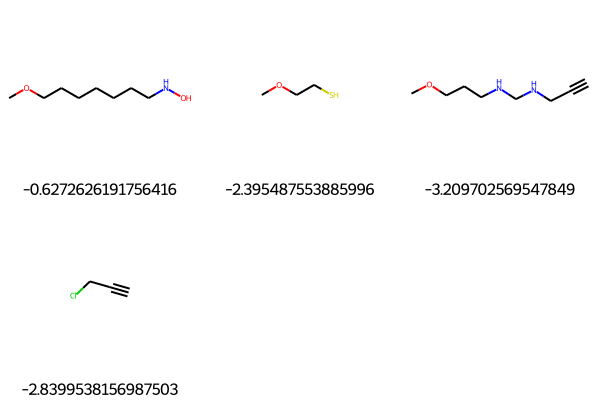 O H N OH O SH O H N H N
-0.6272626191756416 -2.395487553885996 -3.209702569547849
Cl
-2.8399538156987503